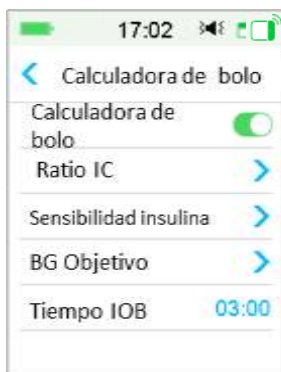 17:02
Calculadora de bolo
Calculadora de
bolo
Ratio IC
Sensibilidad insulina
BG Objetivo
Tiempo IOB 03:00